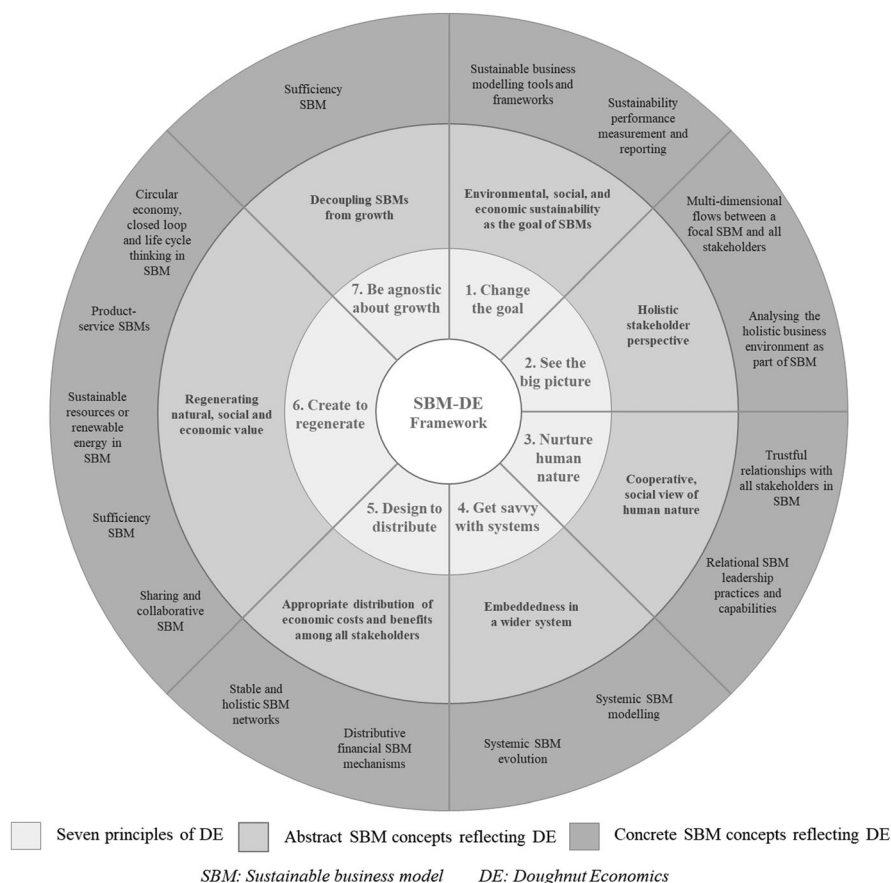 Sufficiency
SBM
Sustainable business
modelling tools and
frameworks
Sustainability
performance
measurement and
reporting
Decoupling SBMs
from growth
Environmental, social, and
economic sustainability
as the goal of SBMs
Circular
economy,
closed loop
and life cycle
thinking in
SBM
Multi-dimensional
flows between a
focal SBM and all
stakeholders
7. Be agnostic
about growth
1. Change
the goal
Product-
service SBMs
Holistic
stakeholder
perspective
Analysing the
holistic business
environment as
part of SBM
2. See the
big picture
Sustainable
resources or
renewable
energy in
SBM
Regenerating
natural, social and
economic value
6. Create to
regenerate
SBM-DE
Framework
3. Nurture
human
nature
Cooperative,
social view of
human nature
Trustful
relationships with
all stakeholders in
SBM
Sufficiency
SBM
5. Design to
distribute
4. Get savvy
with systems
Relational SBM
leadership
practices and
capabilities
Sharing and
collaborative
SBM
Appropriate distribution of
economic costs and benefits
among all stakeholders
Embeddedness in
a wider system
Stable and
holistic SBM
networks
Distributive
financial SBM
mechanisms
Systemic SBM
evolution
Systemic SBM
modelling
Seven principles of DE
Abstract SBM concepts reflecting DE
Concrete SBM concepts reflecting DE
SBM: Sustainable business model
DE: Doughnut Economics